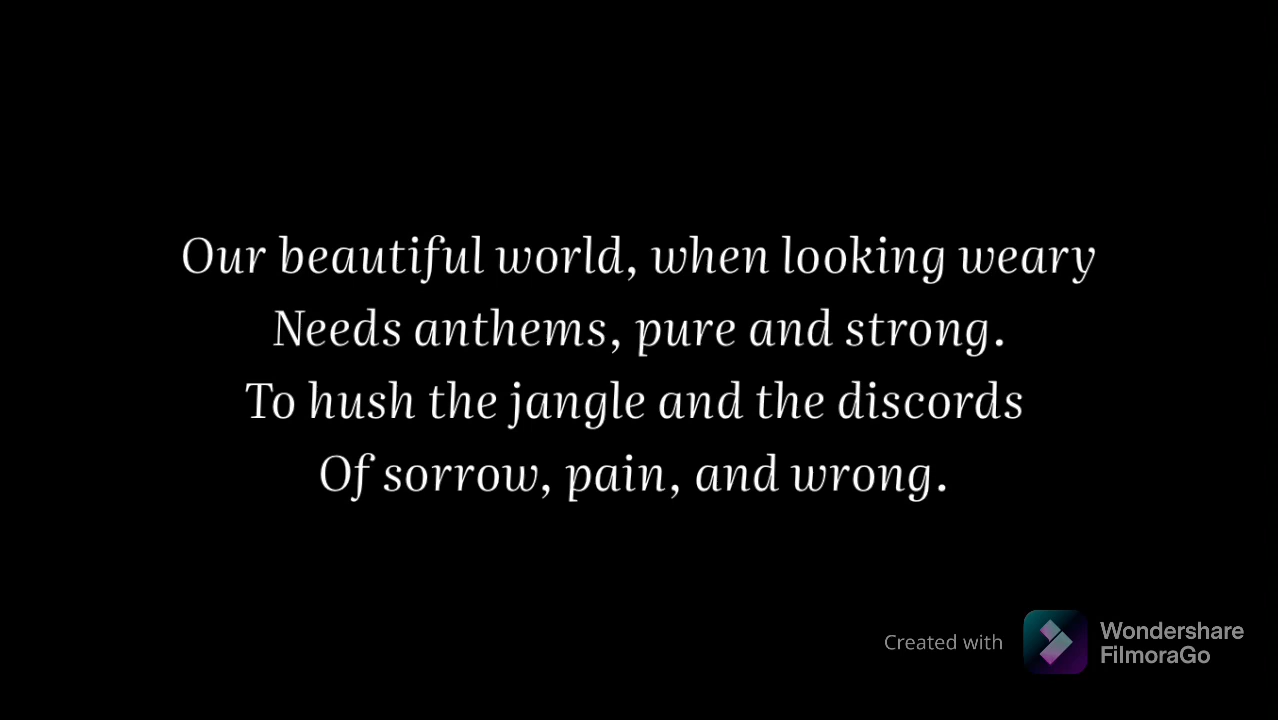 Our beautiful world, when looking weary
Needs anthems, pure and strong.
To hush the jangle and the discords
Of sorrow, pain, and wrong.
Created with
Wondershare
FilmoraGo